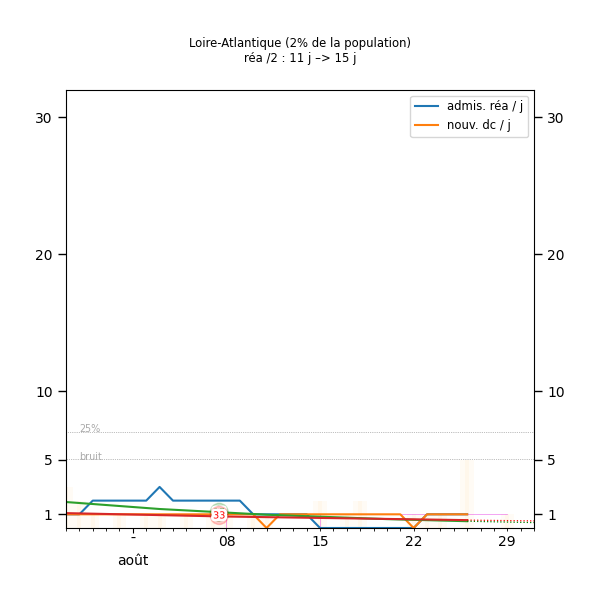 Loire-Atlantique (2% de la population)
réa /2 : 11 j –> 15 j
admis. réa / j
nouv. dc / j
30
30
20
20
10
10
25%
5
bruit
5
1
33
1
-
08
15
22
29
août